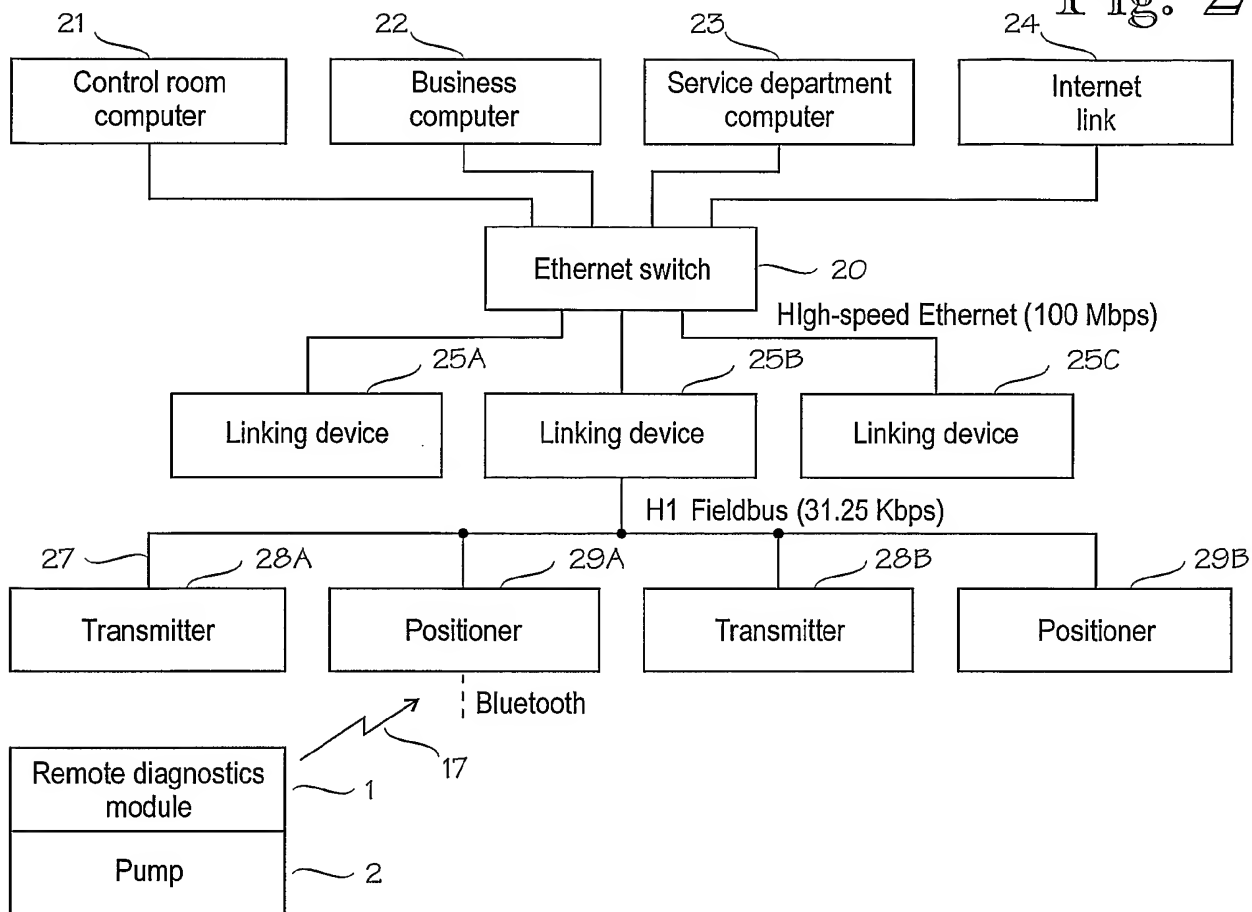 Fig. 2
21
22
23
24
Control room
computer
Business
computer
Service department
computer
Internet
link
Ethernet switch
20
HIgh-speed Ethernet (100 Mbps)
25A
25B
25C
Linking device
Linking device
Linking device
H1 Fieldbus (31.25 Kbps)
27
28A
29A
28B
29B
Transmitter
Positioner
Transmitter
Positioner
Bluetooth
17
Remote diagnostics
module
1
Pump
2